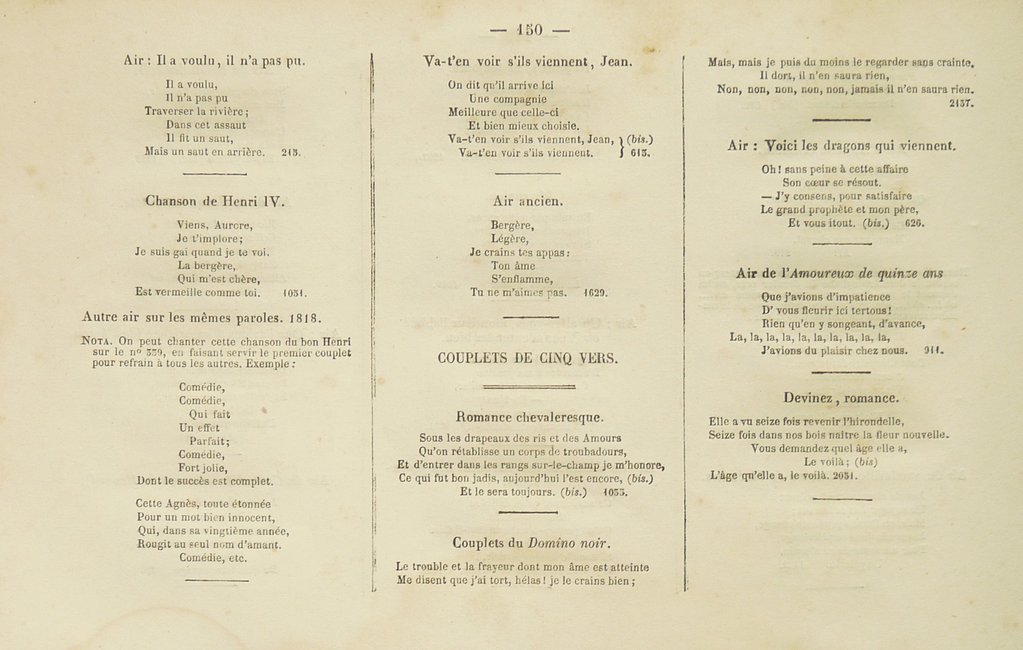 — 150 —
Air : Il a voulu, il n'a pas pu.
Il a voulu,
Il n'a pas pu
Traverser la rivière ;
Dans cet assaut
Il fit un saut,
Mais un saut en arrière. 215.
Chanson de Henri IV.
Viens, Aurore,
Je t'implore ;
Je suis gai quand je te voi.
La bergère,
Qui m'est chère,
Est vermeille comme toi. 1051.
Autre air sur les mêmes paroles. 1818.
NOTA. On peut chanter cette chanson du bon Henri
sur le nº 559, en faisant servir le premier couplet
pour refrain à tous les autres. Exemple :
Comédie,
Comédie,
Qui fait
Un effet
Parfait ;
Comédie,
Fort jolie,
Dont le succès est complet.
Cette Agnès, toute étonnée
Pour un mot bien innocent,
Qui, dans sa vingtième année,
Rougit au seul nom d'amant.
Comédie, etc.
Va-t'en voir s'ils viennent, Jean.
On dit qu'il arrive ici
Une compagnie
Meilleure que celle-ci
Et bien mieux choisie.
Va-t'en voir s'ils viennent, Jean, } (bis.)
Va-t'en voir s'ils viennent. } 615.
Air ancien.
Bergère,
Légère,
Je crains tes appas :
Ton âme
S'enflamme,
Tu ne m'aimes pas. 1629.
COUPLETS DE CINQ VERS.
Romance chevaleresque.
Sous les drapeaux des ris et des Amours
Qu'on rétablisse un corps de troubadours,
Et d'entrer dans les rangs sur-le-champ je m'honore,
Ce qui fut bon jadis, aujourd'hui l'est encore, (bis.)
Et le sera toujours. (bis.) 1055.
Couplets du Domino noir.
Le trouble et la frayeur dont mon âme est atteinte
Me disent que j'ai tort, hélas ! je le crains bien ;
Mais, mais je puis du moins le regarder sans crainte.
Il dort, il n'en saura rien,
Non, non, non, non, non, jamais il n'en saura rien.
2157.
Air : Voici les dragons qui viennent.
Oh ! sans peine à cette affaire
Son cœur se résout.
— J'y consens, pour satisfaire
Le grand prophète et mon père,
Et vous itout. (bis.) 626.
Air de l'Amoureux de quinze ans
Que j'avions d'impatience
D' vous fleurir ici tertous !
Rien qu'en y songeant, d'avance,
La, la, la, la, la, la, la, la, la, la,
J'avions du plaisir chez nous. 911.
Devinez, romance.
Elle a vu seize fois revenir l'hirondelle,
Seize fois dans nos bois naître la fleur nouvelle.
Vous demandez quel âge elle a,
Le voilà ; (bis)
L'âge qu'elle a, le voilà. 2051.